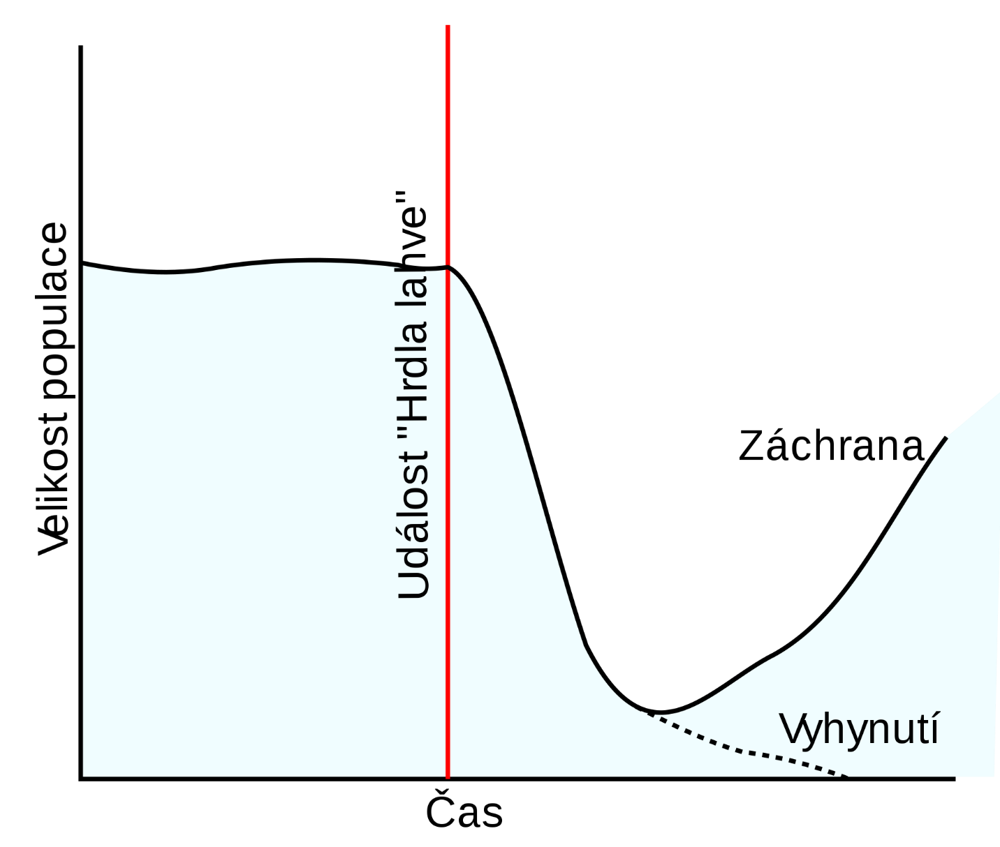 Velikost populace
Událost "Hrdla lahve"
Záchrana
Vyhynutí
Čas